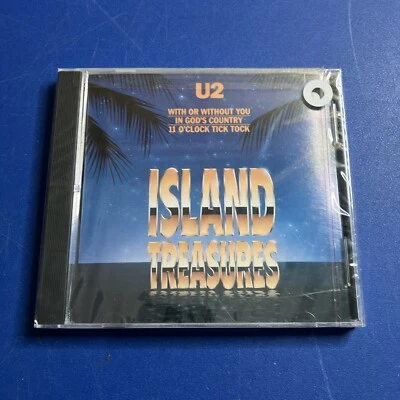 U2
WITH OR WITHOUT YOU
IN GOD'S COUNTRY
11 O'CLOCK TICK TOCK
ISLAND
TREASURES